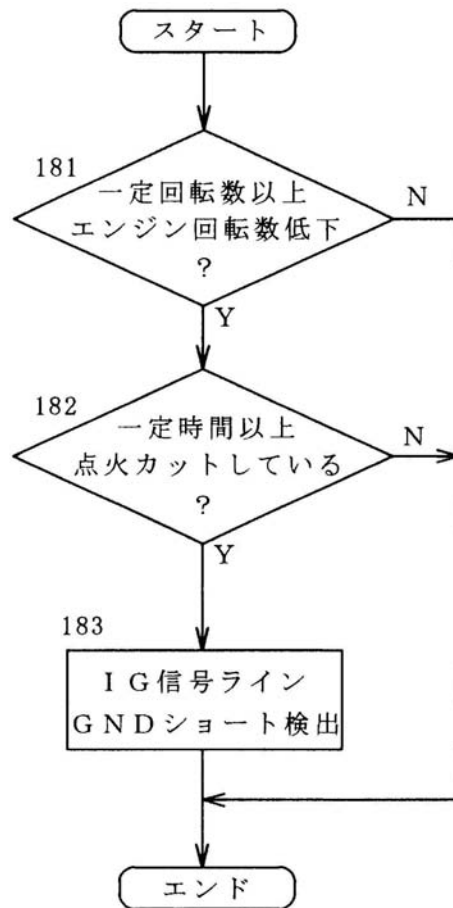 スタート
181
一定回転数以上
エンジン回転数低下
?
N
Y
182
一定時間以上
点火カットしている
?
N
Y
183
IG信号ライン
GNDショート検出
エンド